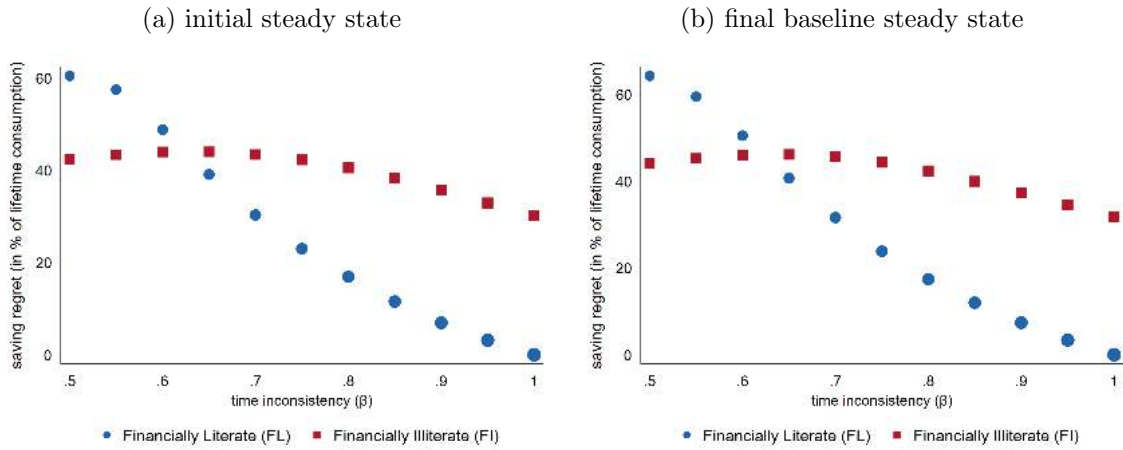 (a) initial steady state
saving regret (in % of lifetime consumption)
60
40
20
0
.5 .6 .7 .8 .9 1
time inconsistency (β)
Financially Literate (FL) Financially Illiterate (FI)
(b) final baseline steady state
saving regret (in % of lifetime consumption)
60
40
20
0
.5 .6 .7 .8 .9 1
time inconsistency (β)
Financially Literate (FL) Financially Illiterate (FI)